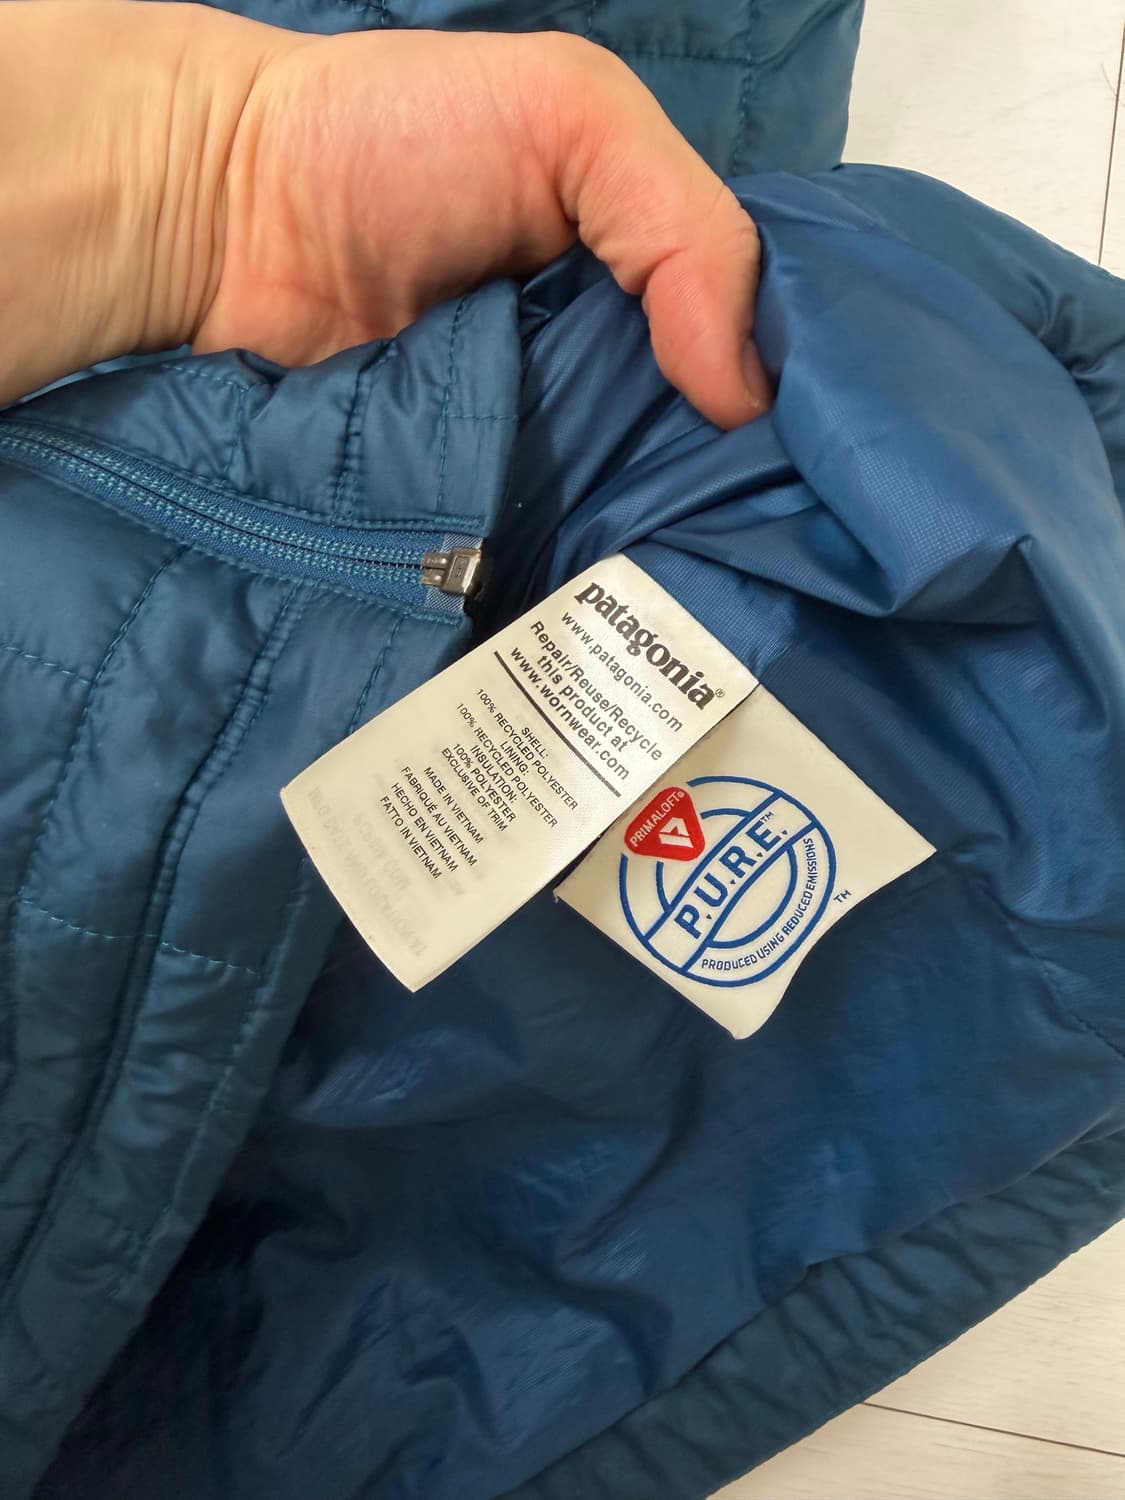 patagonia®
www.patagonia.com
Repair/Reuse/Recycle
this product at
www.wornwear.com
SHELL:
100% RECYCLED POLYESTER
LINING:
100% RECYCLED POLYESTER
INSULATION:
100% POLYESTER
EXCLUSIVE OF TRIM
MADE IN VIETNAM
FABRIQUÉ AU VIETNAM
HECHO EN VIETNAM
FATTO IN VIETNAM
PRIMALOFT®
P.U.R.E.™
PRODUCED USING REDUCED EMISSIONS
TM